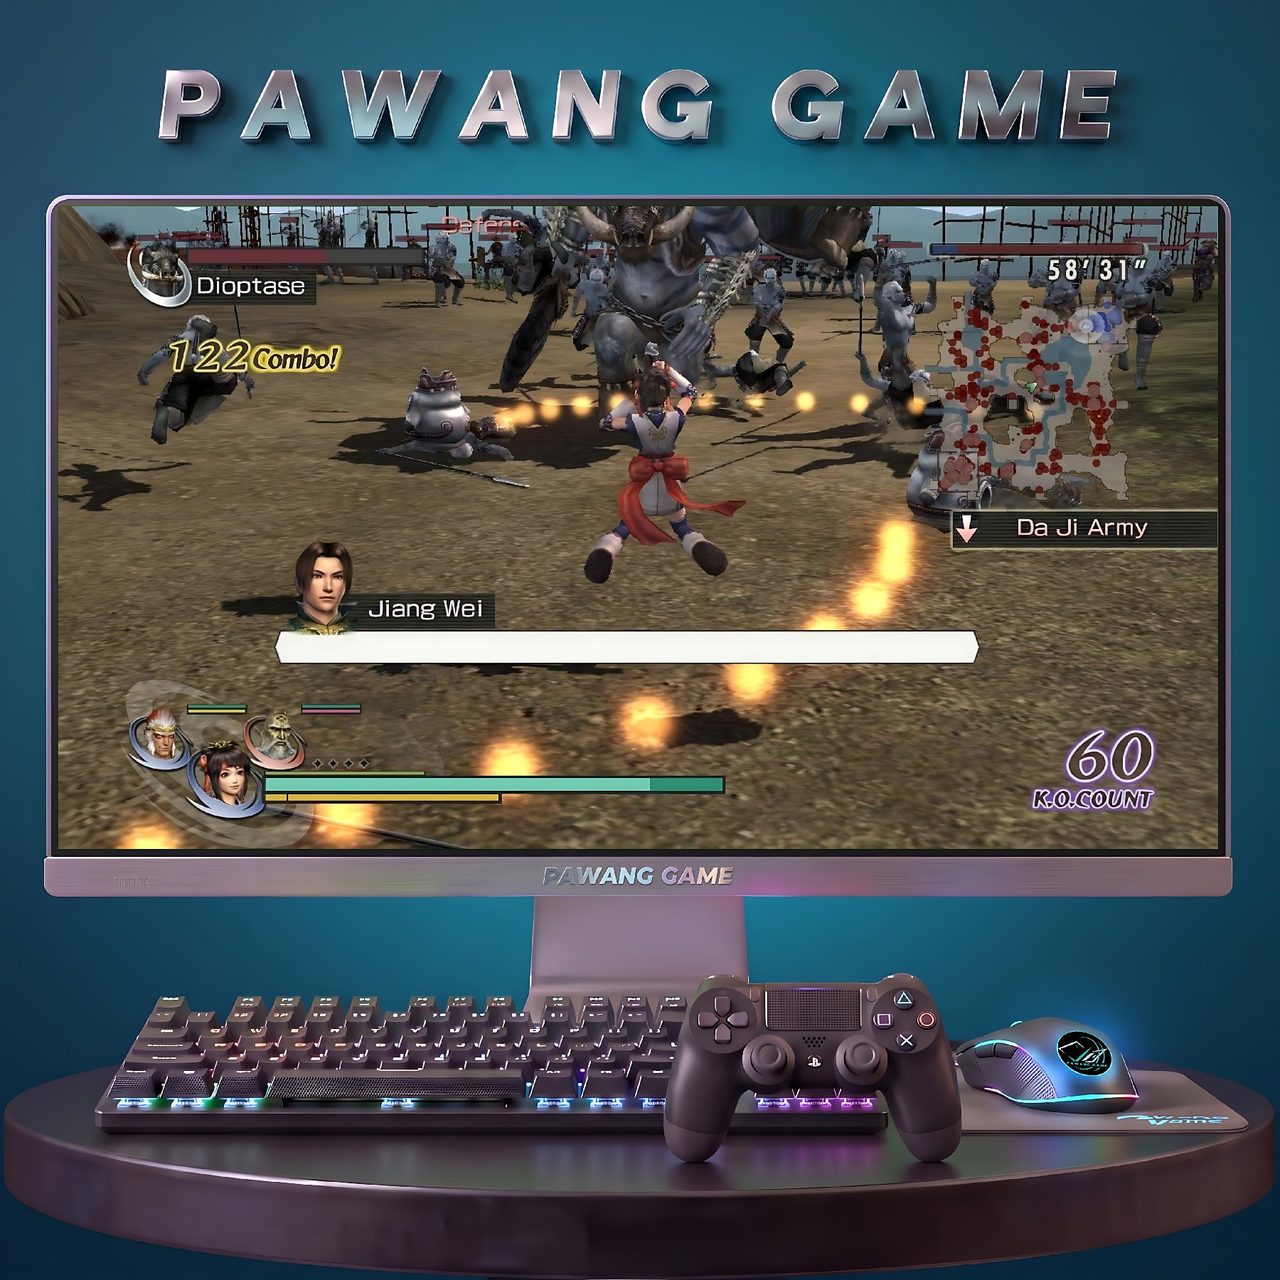 PAWANG GAME
Dioptase
58’31”
122 Combo!
Da Ji Army
Jiang Wei
60
K.O.COUNT
PAWANG GAME